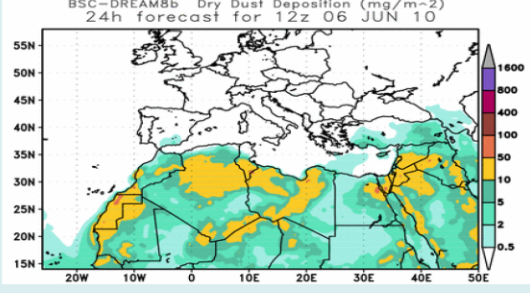 BSC-DREAM8b Dry Dust Deposition (mg/m-2)
24h forecast for 12z 06 JUN 10
55N
50N
45N
40N
35N
30N
25N
20N
15N
20W 10W 0 10E 20E 30E 40E 50E
1600
800
400
100
50
10
5
2
0.5